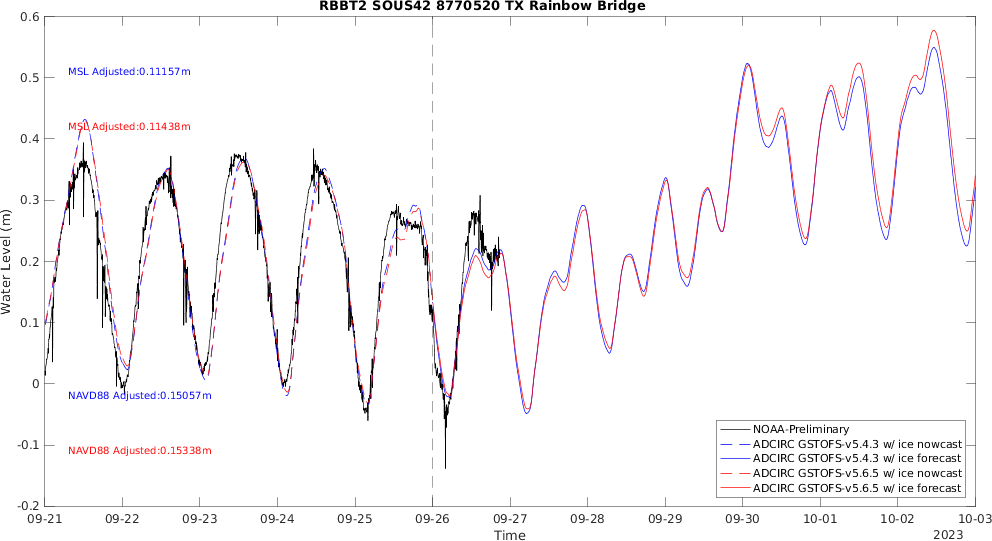 RBBT2 SOUS42 8770520 TX Rainbow Bridge
0.6
0.5
0.4
0.3
0.2
0.1
0
-0.1
-0.2
Water Level (m)
MSL Adjusted:0.11157m
MSL Adjusted:0.11438m
NAVD88 Adjusted:0.15057m
NAVD88 Adjusted:0.15338m
NOAA-Preliminary
ADCIRC GSTOFS-v5.4.3 w/ ice nowcast
ADCIRC GSTOFS-v5.4.3 w/ ice forecast
ADCIRC GSTOFS-v5.6.5 w/ ice nowcast
ADCIRC GSTOFS-v5.6.5 w/ ice forecast
09-21 09-22 09-23 09-24 09-25 09-26 09-27 09-28 09-29 09-30 10-01 10-02 10-03
Time
2023